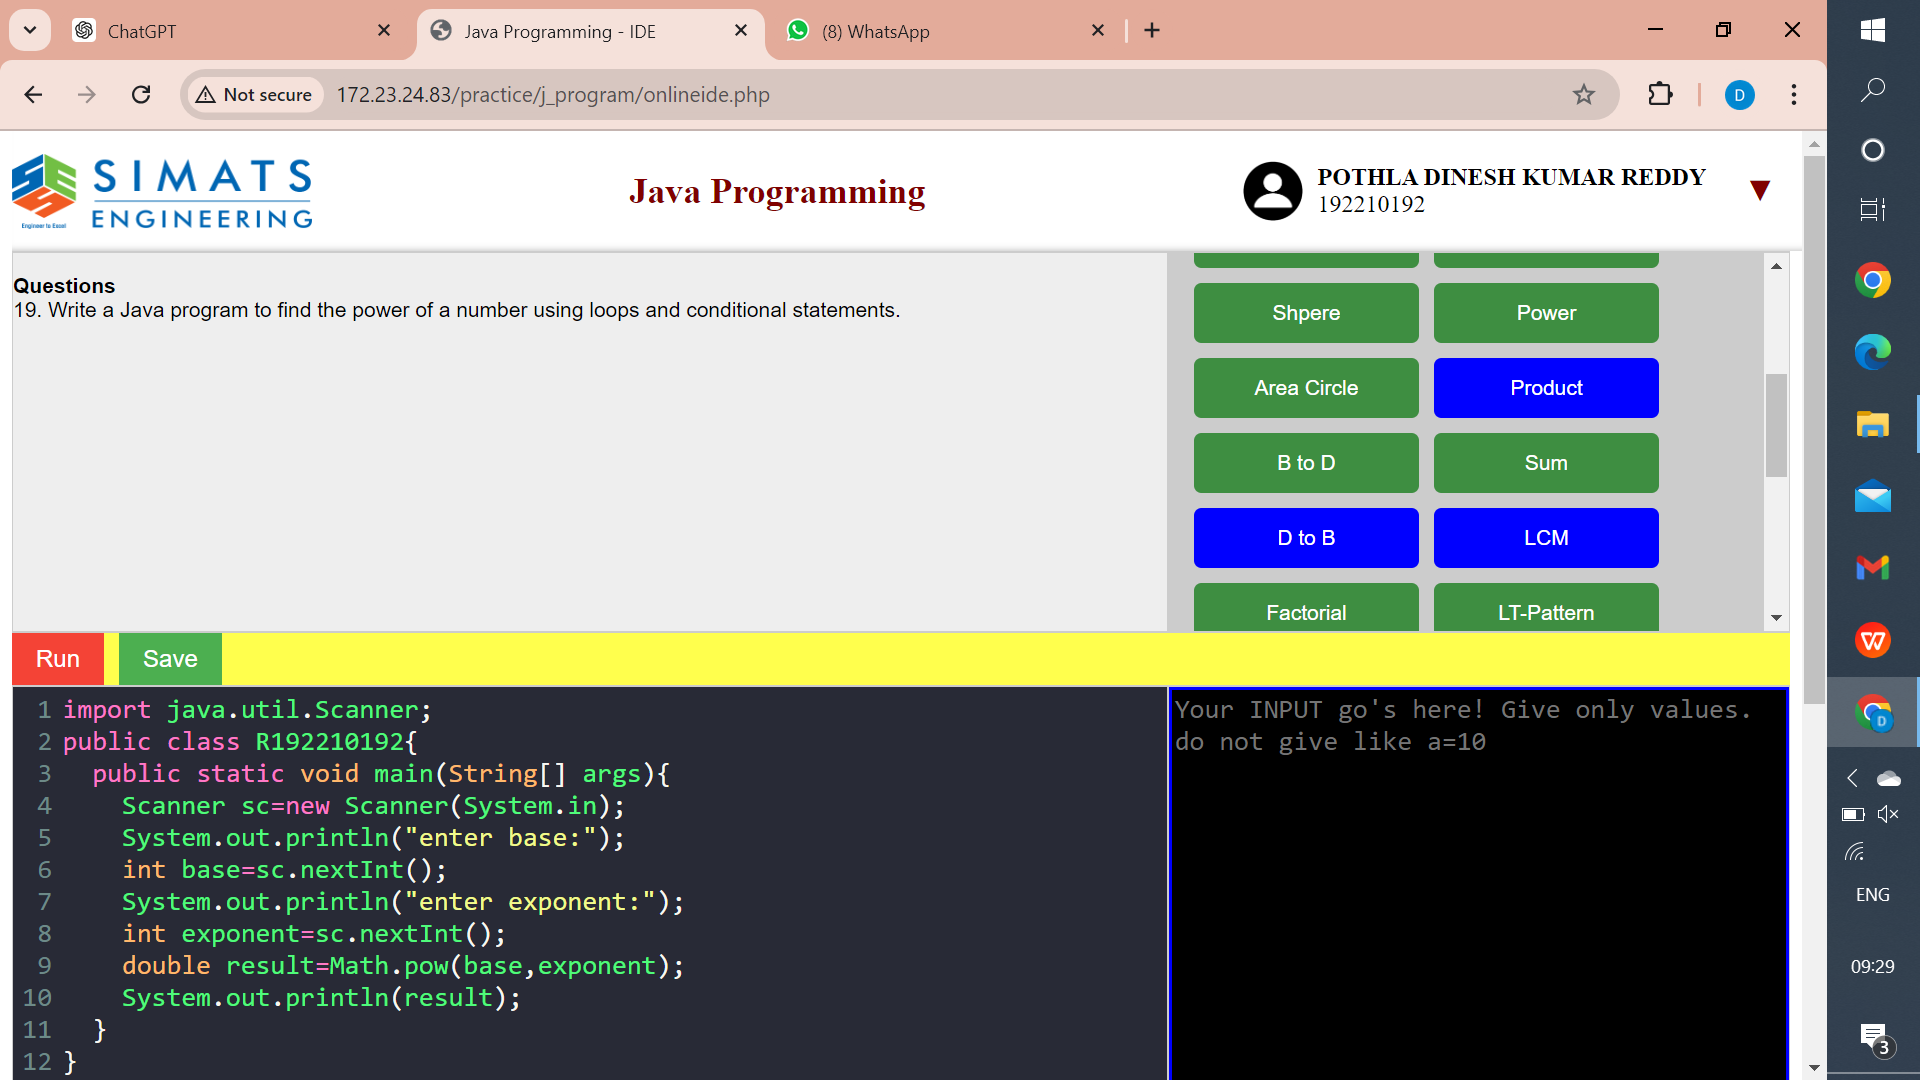 ChatGPT
Java Programming - IDE
(8) WhatsApp
Not secure
172.23.24.83/practice/j_program/onlineide.php
D
SIMATS
ENGINEERING
Engineer to Excel
Java Programming
POTHLA DINESH KUMAR REDDY
192210192
Questions
19. Write a Java program to find the power of a number using loops and conditional statements.
Shpere
Power
Area Circle
Product
B to D
Sum
D to B
LCM
Factorial
LT-Pattern
Run
Save
1 import java.util.Scanner;
2 public class R192210192{
3 public static void main(String[] args){
4 Scanner sc=new Scanner(System.in);
5 System.out.println("enter base:");
6 int base=sc.nextInt();
7 System.out.println("enter exponent:");
8 int exponent=sc.nextInt();
9 double result=Math.pow(base,exponent);
10 System.out.println(result);
11 }
12 }
Your INPUT go's here! Give only values.
do not give like a=10
W
D
ENG
09:29
3